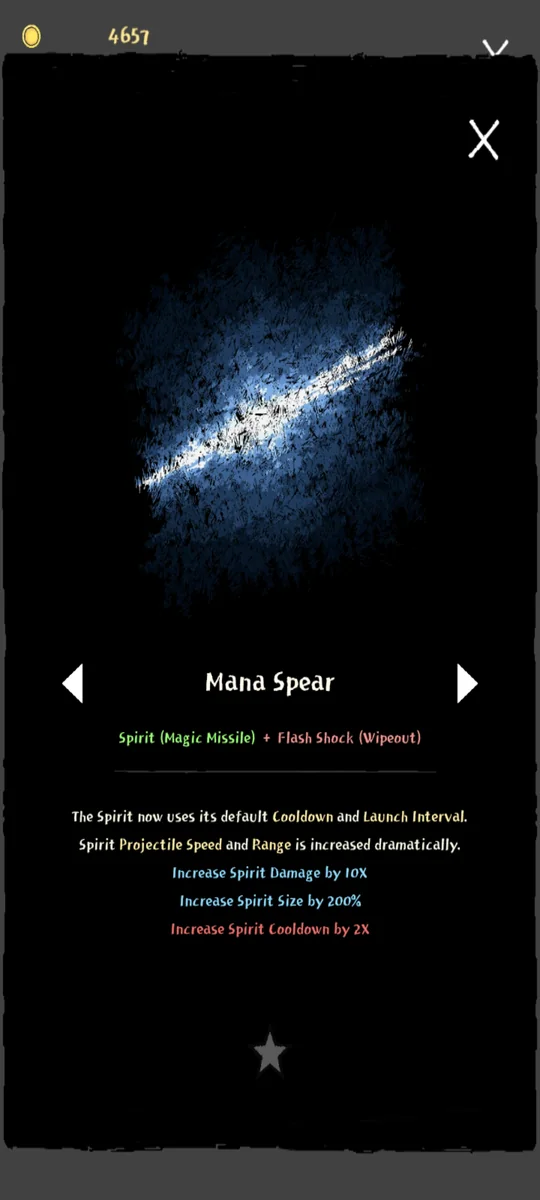 4657
X
Mana Spear
Spirit (Magic Missile) + Flash Shock (Wipeout)
The Spirit now uses its default Cooldown and Launch Interval.
Spirit Projectile Speed and Range is increased dramatically.
Increase Spirit Damage by 10X
Increase Spirit Size by 200%
Increase Spirit Cooldown by 2X